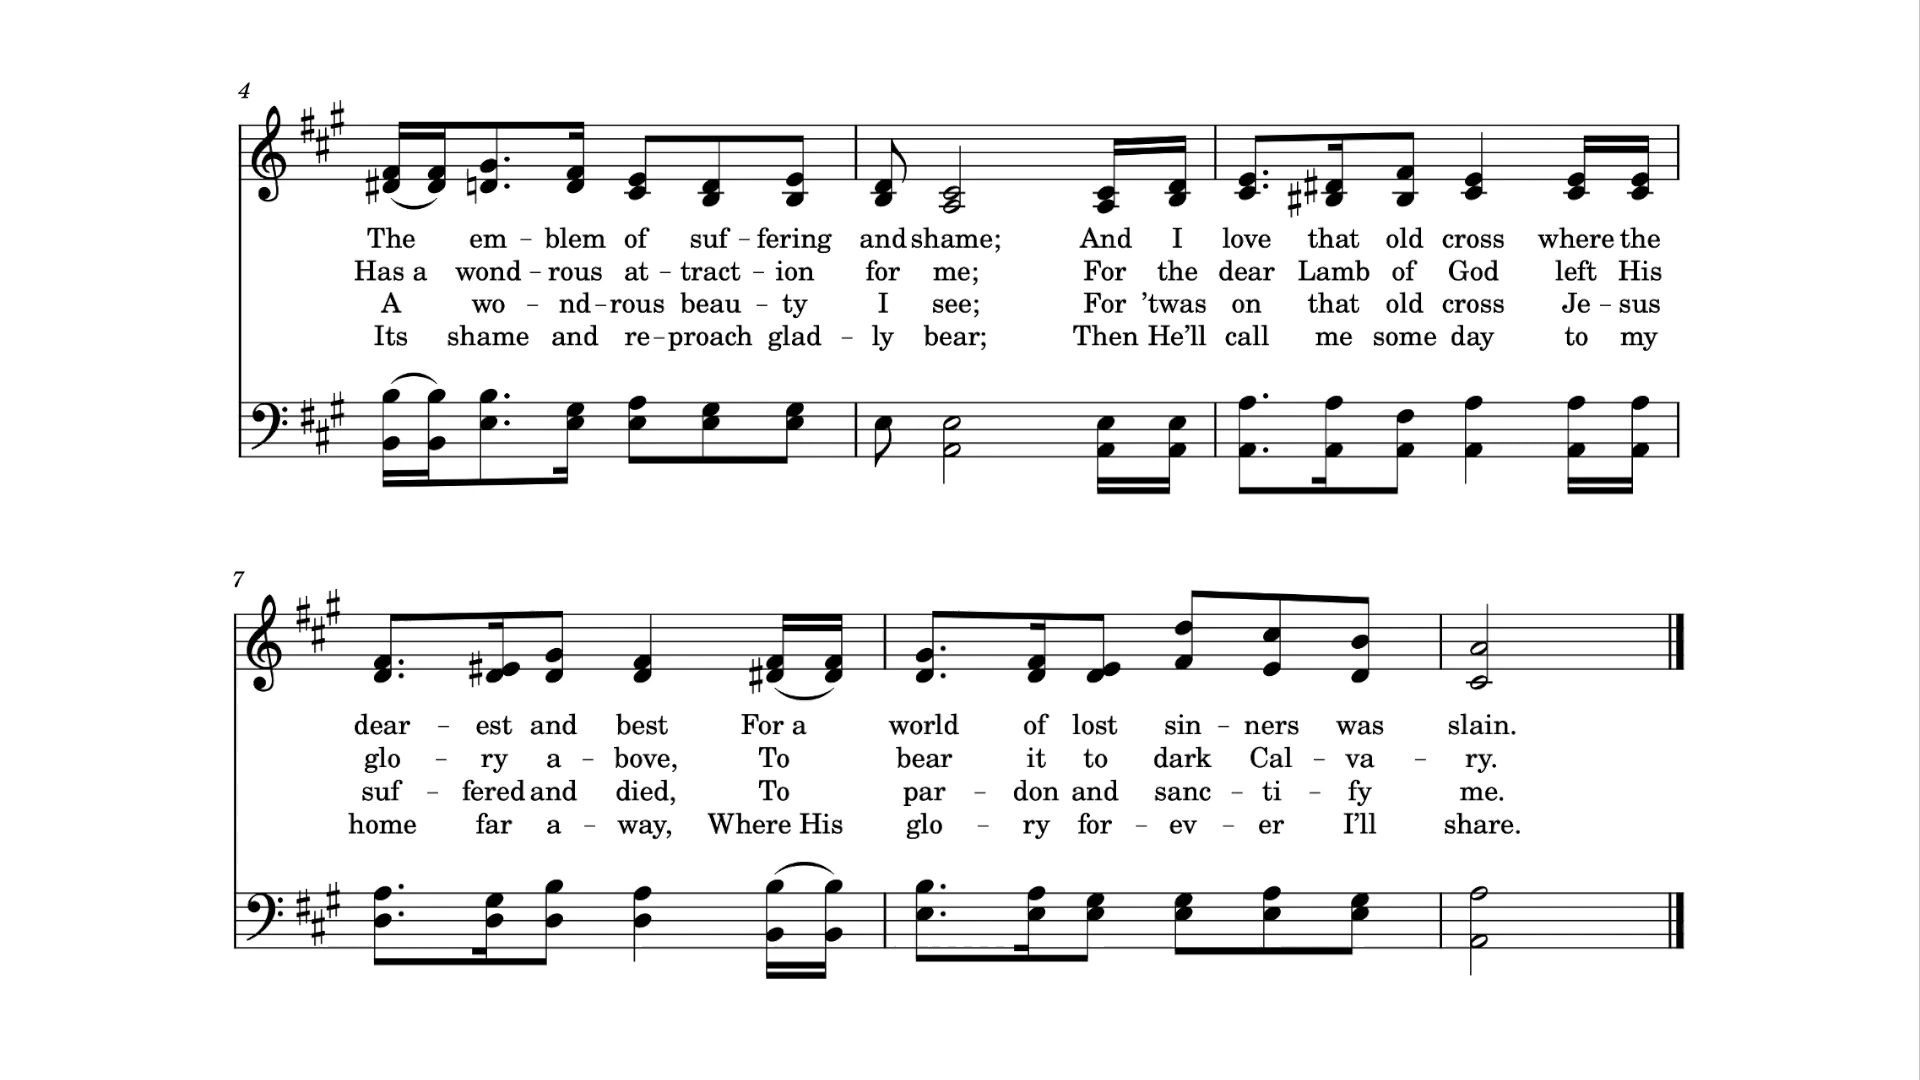 4
The em – blem of suf – fering and shame; And I love that old cross where the
Has a wond – rous at – tract – ion for me; For the dear Lamb of God left His
A wo – nd – rous beau – ty I see; For ’twas on that old cross Je – sus
Its shame and re – proach glad – ly bear; Then He’ll call me some day to my
7
dear – est and best For a world of lost sin – ners was slain.
glo – ry a – bove, To bear it to dark Cal – va – ry.
suf – fered and died, To par – don and sanc – ti – fy me.
home far a – way, Where His glo – ry for – ev – er I’ll share.